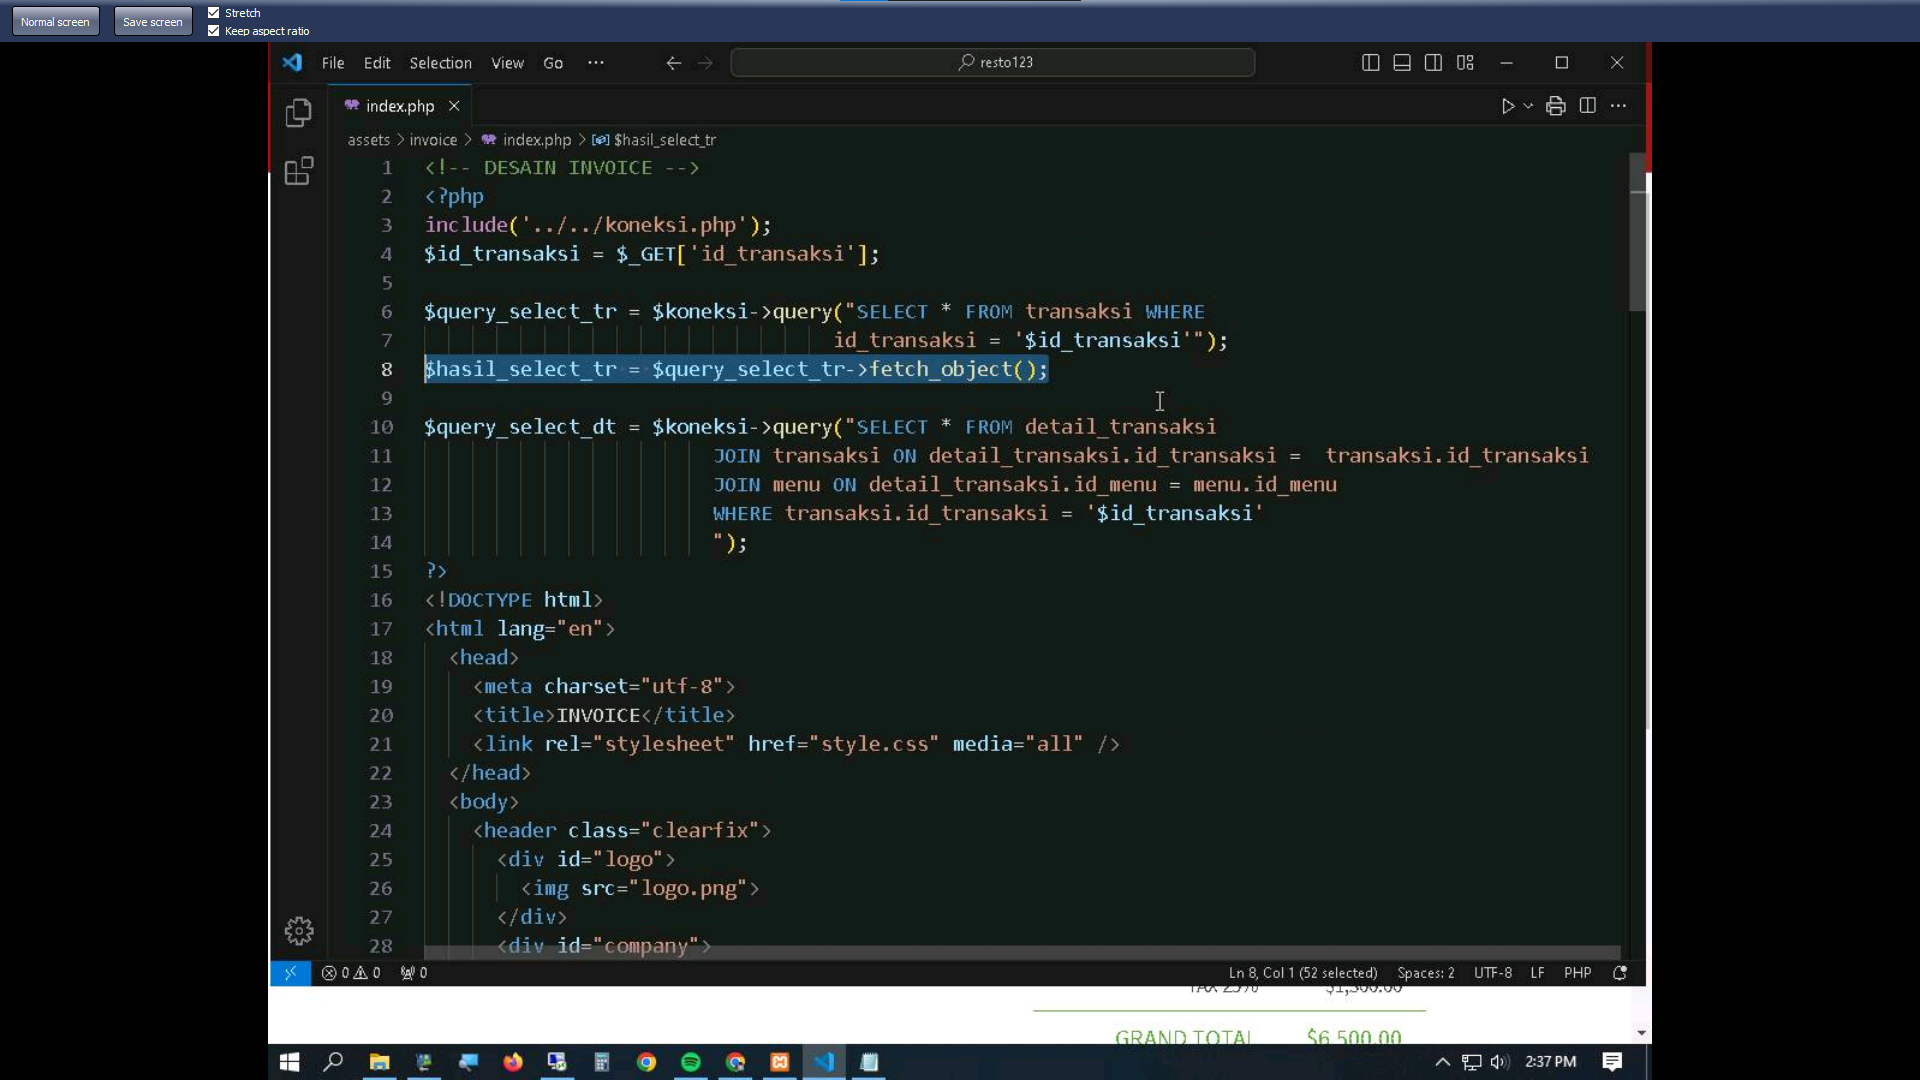 Normal screen
Save screen
Stretch
Keep aspect ratio
File Edit Selection View Go ···
resto123
index.php
assets > invoice > index.php > $hasil_select_tr
1 <!-- DESAIN INVOICE -->
2 <?php
3 include('../../koneksi.php');
4 $id_transaksi = $_GET['id_transaksi'];
5
6 $query_select_tr = $koneksi->query("SELECT * FROM transaksi WHERE
7 id_transaksi = '$id_transaksi'");
8 $hasil_select_tr = $query_select_tr->fetch_object();
9
10 $query_select_dt = $koneksi->query("SELECT * FROM detail_transaksi
11 JOIN transaksi ON detail_transaksi.id_transaksi =  transaksi.id_transaksi
12 JOIN menu ON detail_transaksi.id_menu = menu.id_menu
13 WHERE transaksi.id_transaksi = '$id_transaksi'
14 ");
15 ?>
16 <!DOCTYPE html>
17 <html lang="en">
18 <head>
19 <meta charset="utf-8">
20 <title>INVOICE</title>
21 <link rel="stylesheet" href="style.css" media="all" />
22 </head>
23 <body>
24 <header class="clearfix">
25 <div id="logo">
26 <img src="logo.png">
27 </div>
28 <div id="company">
0 0 0 Ln 8, Col 1 (52 selected) Spaces: 2 UTF-8 LF PHP
TAX 25% $1,300.00
GRAND TOTAL $6,500.00
2:37 PM